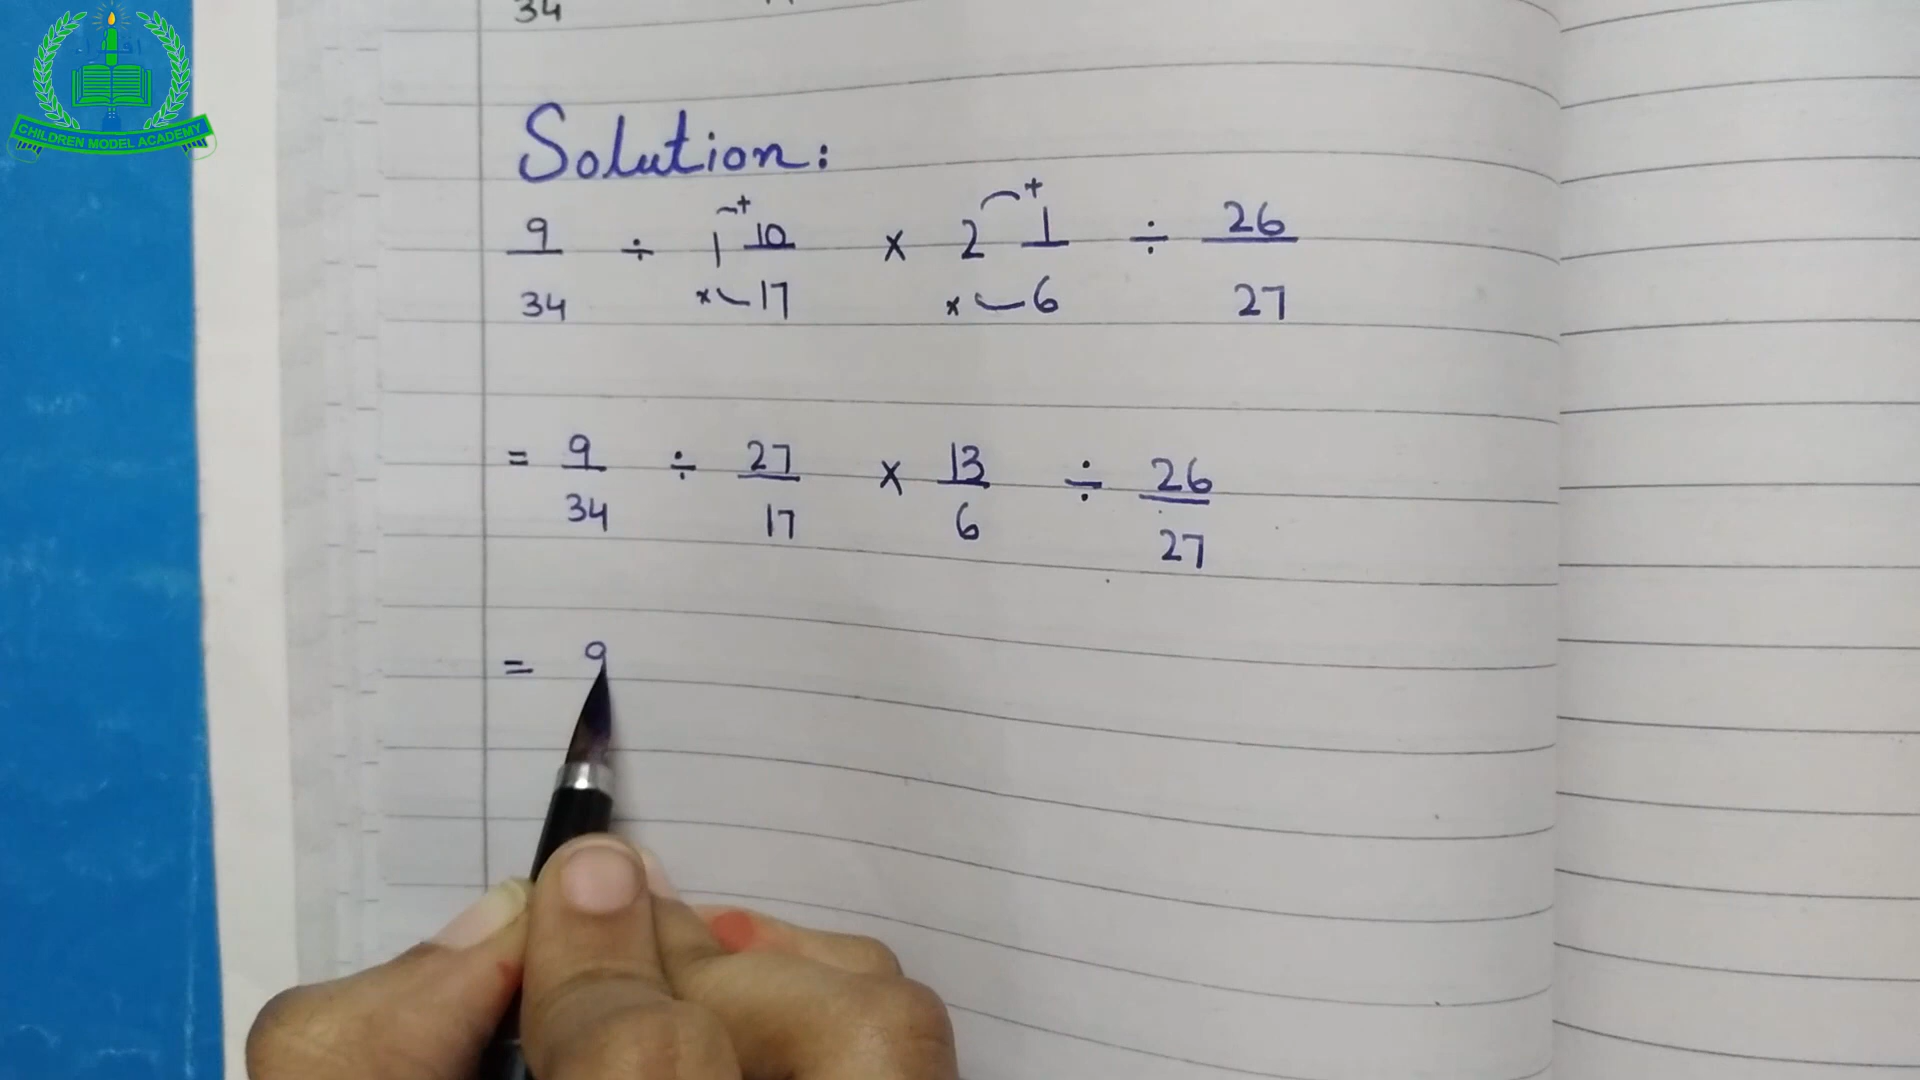 34
CHILDREN MODEL ACADEMY
Solution:
9/34 ÷ 1 10/17 × 2 1/6 ÷ 26/27
= 9/34 ÷ 27/17 × 13/6 ÷ 26/27
= 9